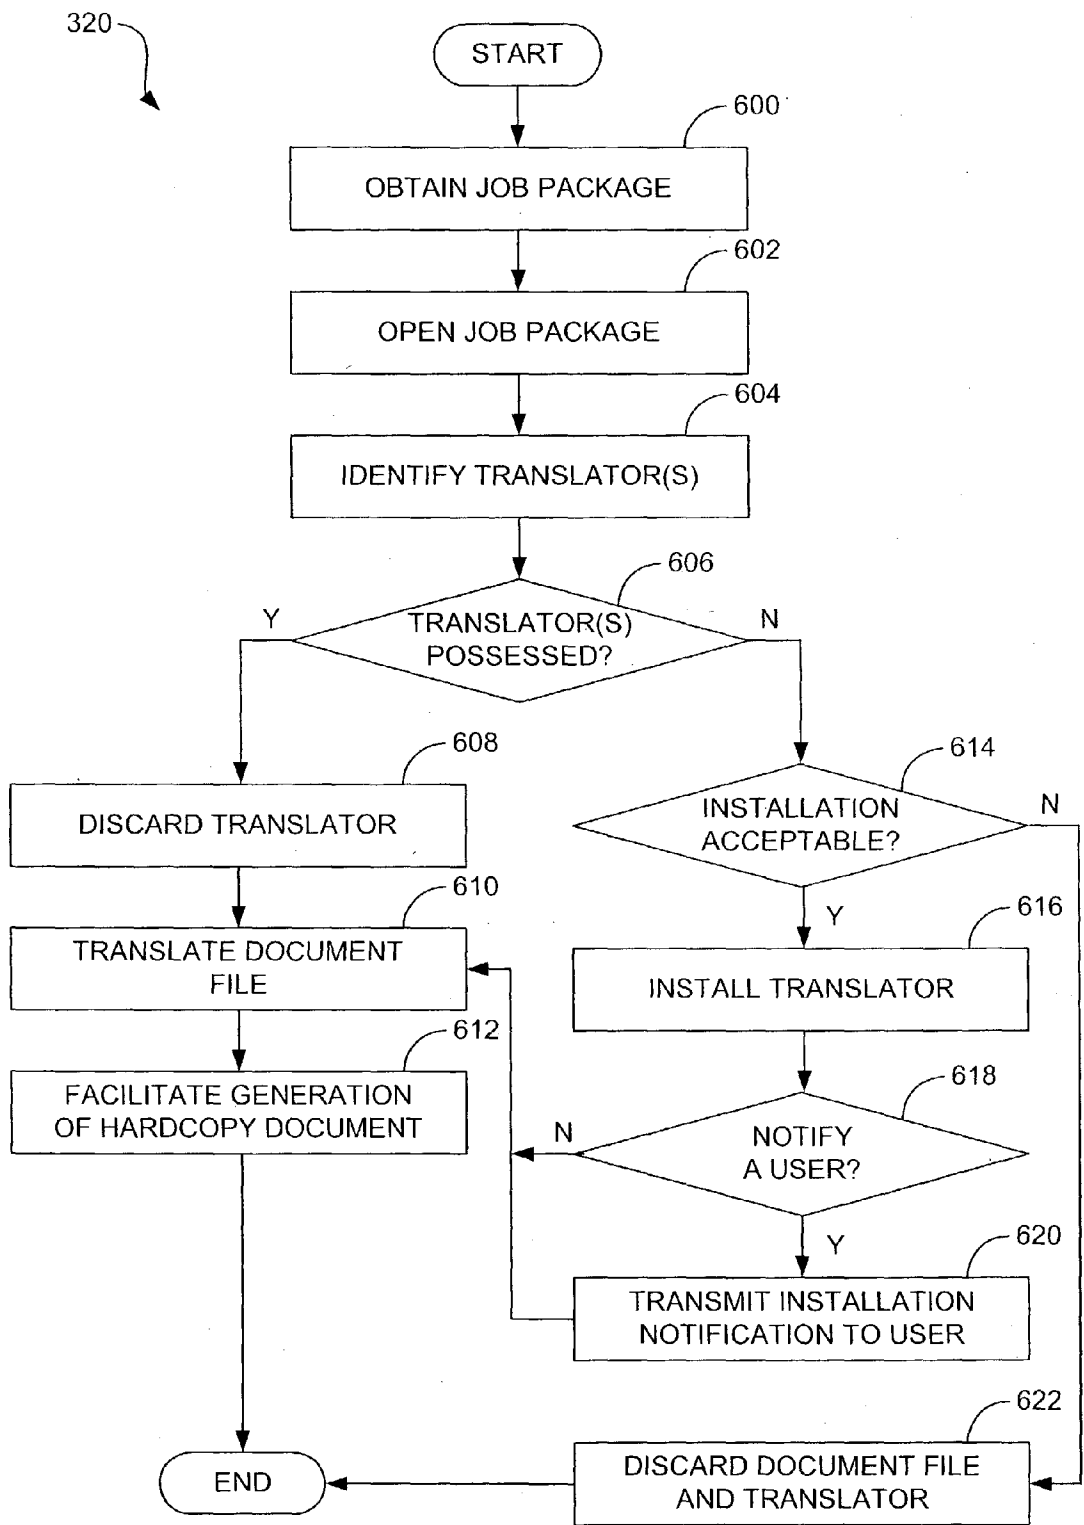 320
START
600
OBTAIN JOB PACKAGE
602
OPEN JOB PACKAGE
604
IDENTIFY TRANSLATOR(S)
606
Y
TRANSLATOR(S)
POSSESSED?
N
608
DISCARD TRANSLATOR
610
TRANSLATE DOCUMENT
FILE
612
FACILITATE GENERATION
OF HARDCOPY DOCUMENT
614
INSTALLATION
ACCEPTABLE?
N
Y
616
INSTALL TRANSLATOR
618
N
NOTIFY
A USER?
Y
620
TRANSMIT INSTALLATION
NOTIFICATION TO USER
622
DISCARD DOCUMENT FILE
AND TRANSLATOR
END